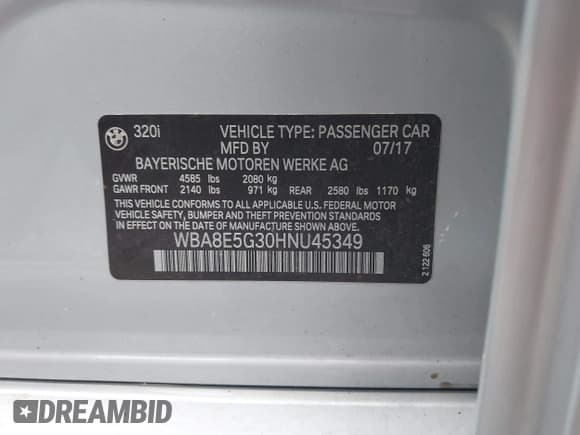 320i VEHICLE TYPE: PASSENGER CAR
MFD BY 07/17
BAYERISCHE MOTOREN WERKE AG
GVWR 4585 lbs 2080 kg
GAWR FRONT 2140 lbs 971 kg REAR 2580 lbs 1170 kg
THIS VEHICLE CONFORMS TO ALL APPLICABLE U.S. FEDERAL MOTOR
VEHICLE SAFETY, BUMPER AND THEFT PREVENTION STANDARDS
IN EFFECT ON THE DATE OF MANUFACTURE SHOWN ABOVE.
WBA8E5G30HNU45349
2 122 606
DREAMBID